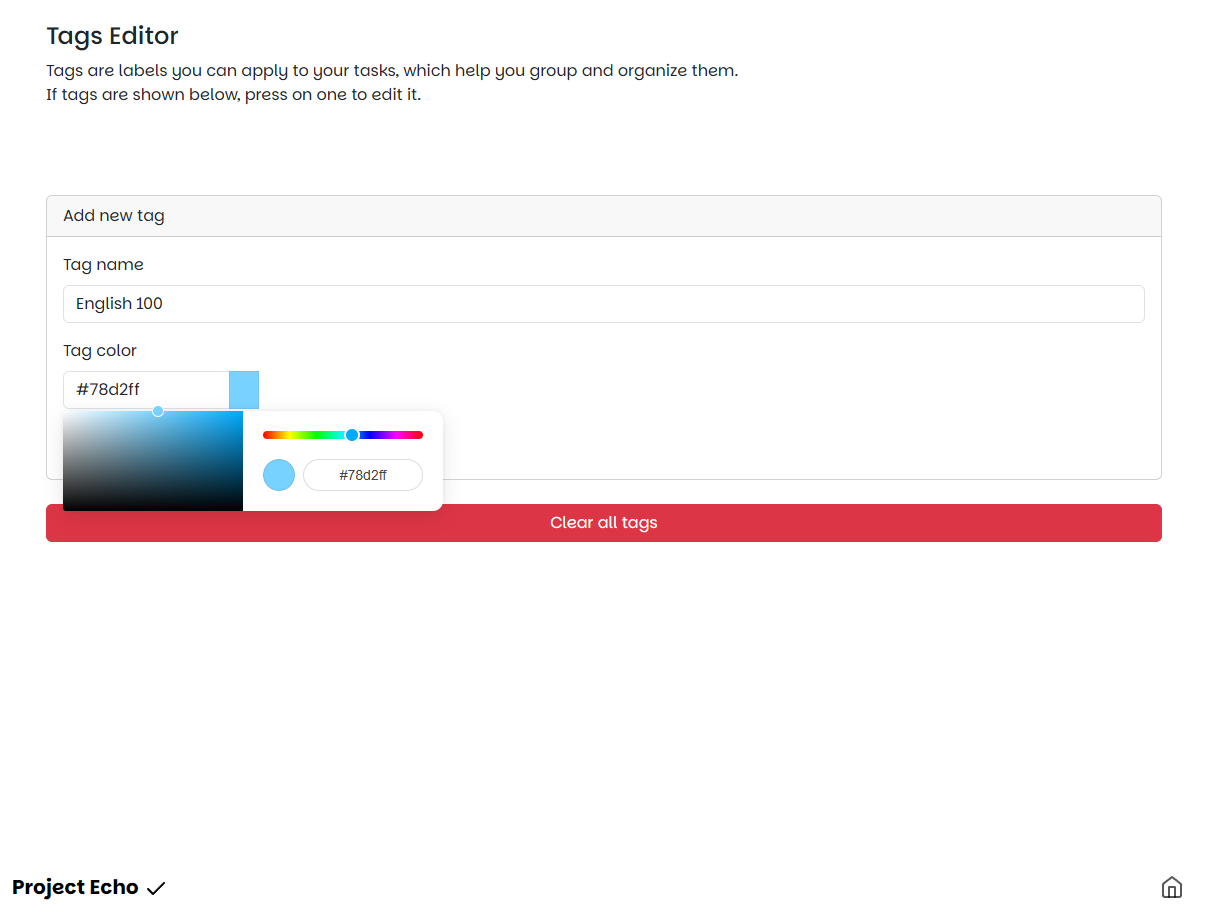 Tags Editor
Tags are labels you can apply to your tasks, which help you group and organize them.
If tags are shown below, press on one to edit it.
Add new tag
Tag name
English 100
Tag color
#78d2ff
#78d2ff
Clear all tags
Project Echo